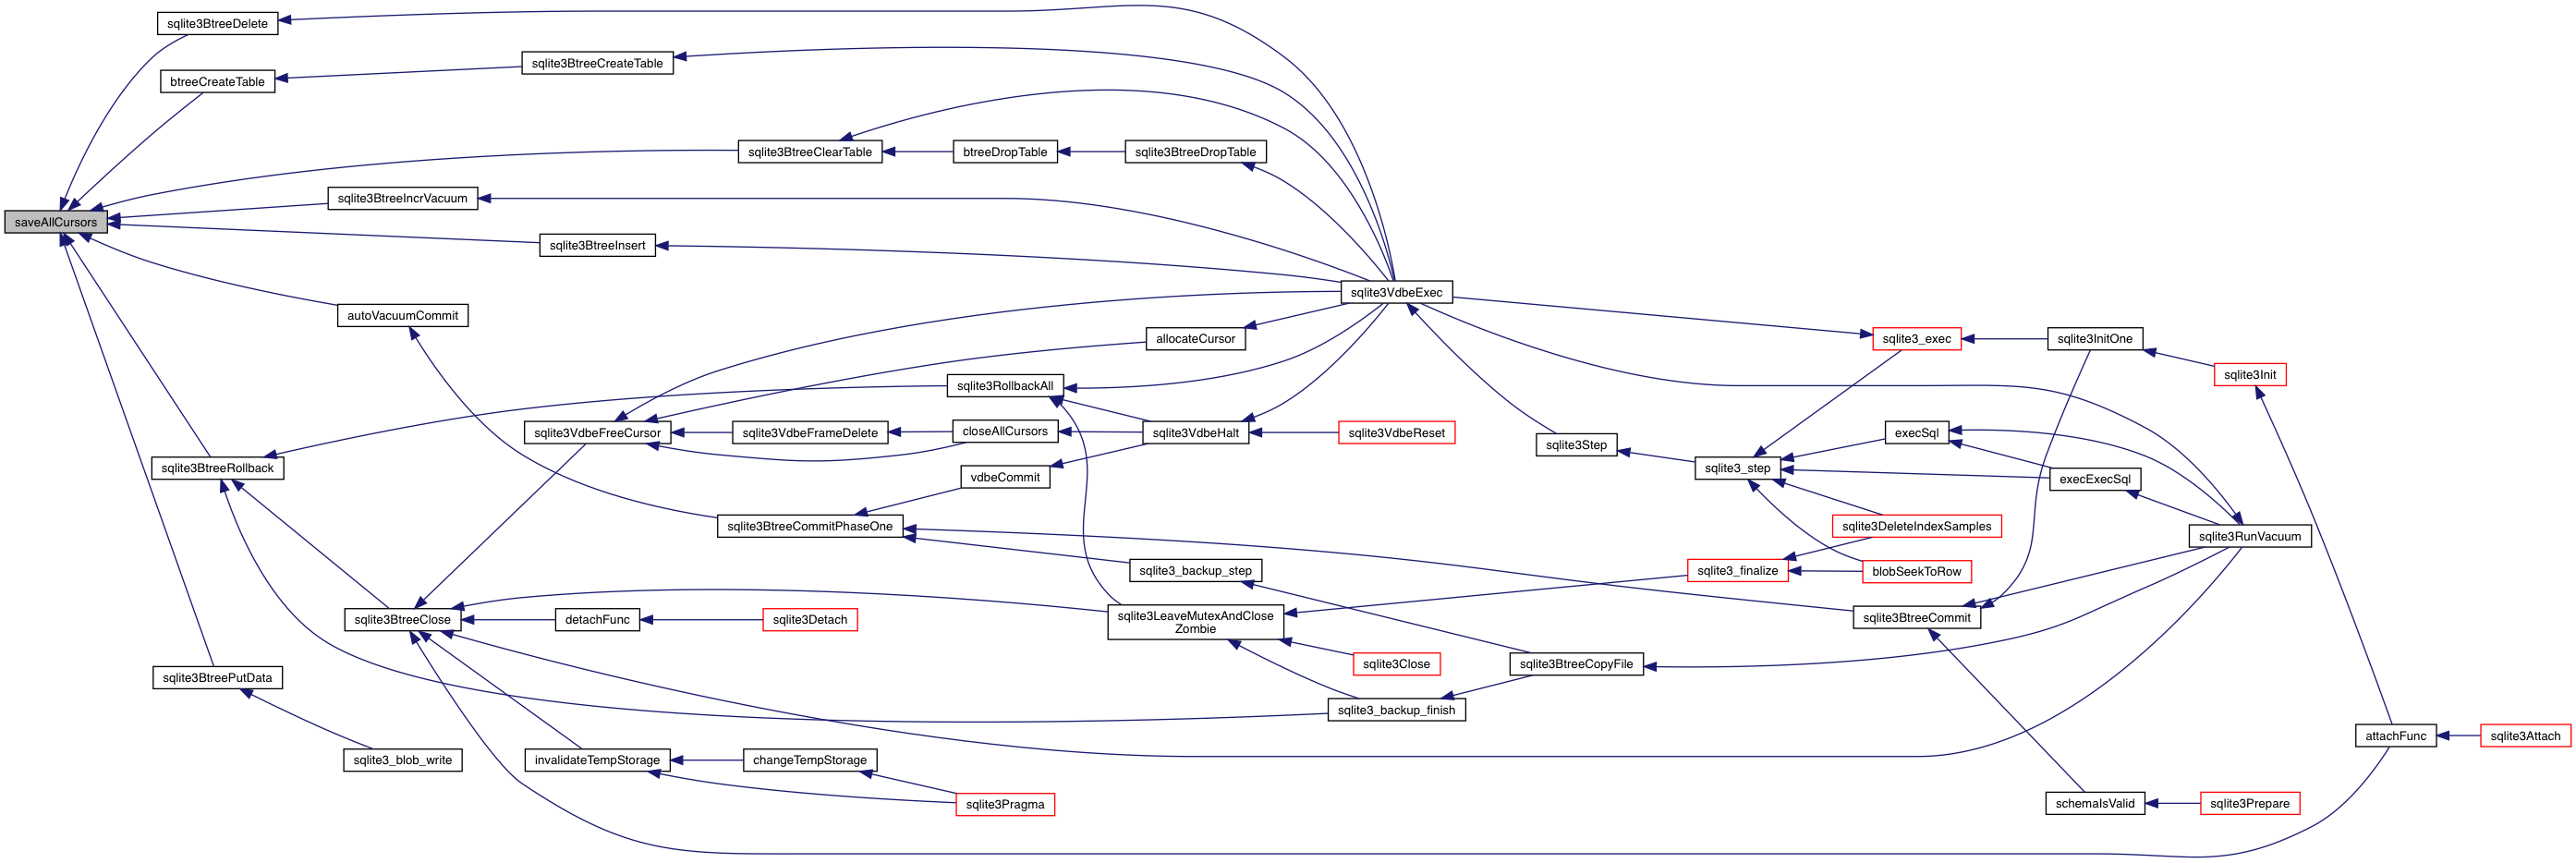 sqlite3BtreeDelete
btreeCreateTable
sqlite3BtreeCreateTable
sqlite3BtreeClearTable
btreeDropTable
sqlite3BtreeDropTable
sqlite3BtreeIncrVacuum
saveAllCursors
sqlite3BtreeInsert
sqlite3VdbeExec
autoVacuumCommit
allocateCursor
sqlite3_exec
sqlite3InitOne
sqlite3Init
sqlite3RollbackAll
sqlite3VdbeFreeCursor
sqlite3VdbeFrameDelete
closeAllCursors
sqlite3VdbeHalt
sqlite3VdbeReset
sqlite3Step
execSql
sqlite3BtreeRollback
vdbeCommit
sqlite3_step
execExecSql
sqlite3BtreeCommitPhaseOne
sqlite3DeleteIndexSamples
sqlite3RunVacuum
sqlite3_backup_step
sqlite3_finalize
blobSeekToRow
sqlite3BtreeClose
detachFunc
sqlite3Detach
sqlite3LeaveMutexAndClose
Zombie
sqlite3BtreeCommit
sqlite3Close
sqlite3BtreeCopyFile
sqlite3BtreePutData
sqlite3_backup_finish
attachFunc
sqlite3Attach
sqlite3_blob_write
invalidateTempStorage
changeTempStorage
sqlite3Pragma
schemaIsValid
sqlite3Prepare